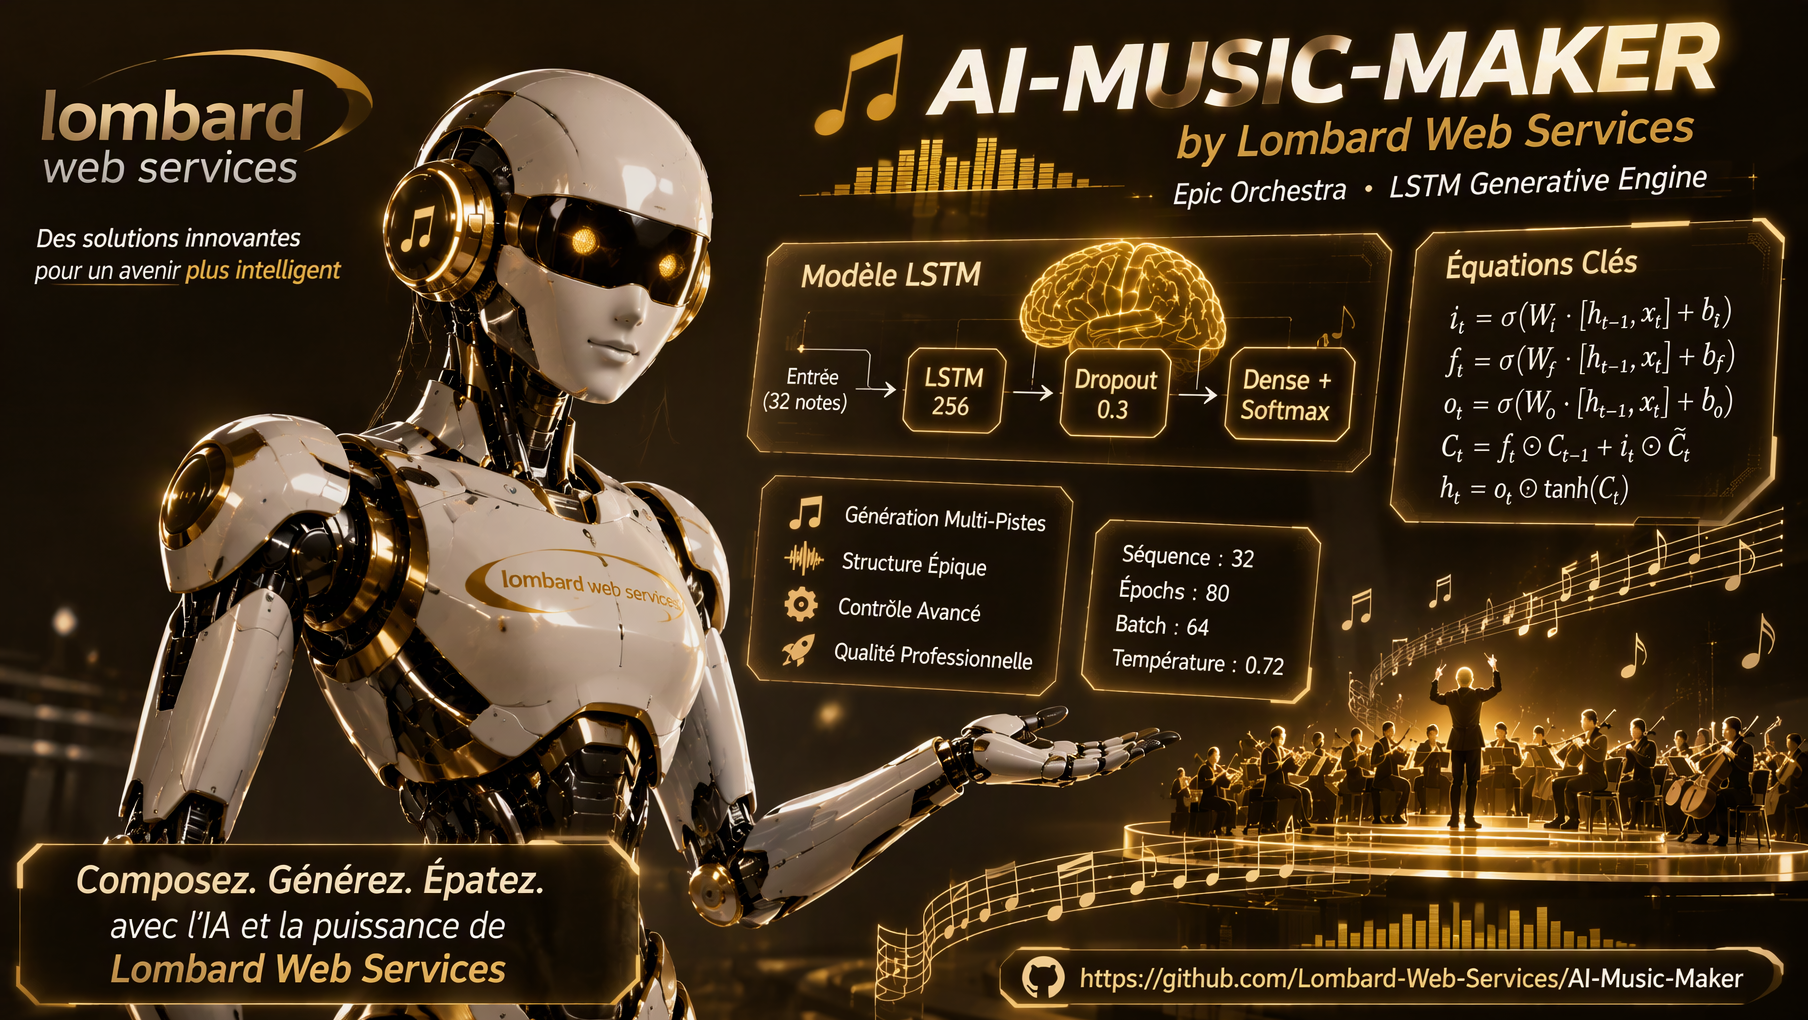 lombard
web services
Des solutions innovantes
pour un avenir plus intelligent
AI-MUSIC-MAKER
by Lombard Web Services
Epic Orchestra • LSTM Generative Engine
Modèle LSTM
Entrée
(32 notes)
LSTM
256
Dropout
0.3
Dense +
Softmax
Équations Clés
i_t = σ(W_i · [h_{t−1}, x_t] + b_i)
f_t = σ(W_f · [h_{t−1}, x_t] + b_f)
o_t = σ(W_o · [h_{t−1}, x_t] + b_o)
C_t = f_t ⊙ C_{t−1} + i_t ⊙ C̃_t
h_t = o_t ⊙ tanh(C_t)
Génération Multi-Pistes
Structure Épique
Contrôle Avancé
Qualité Professionnelle
Séquence : 32
Épochs : 80
Batch : 64
Température : 0.72
lombard web services
Composez. Générez. Épatez.
avec l'IA et la puissance de
Lombard Web Services
https://github.com/Lombard-Web-Services/AI-Music-Maker